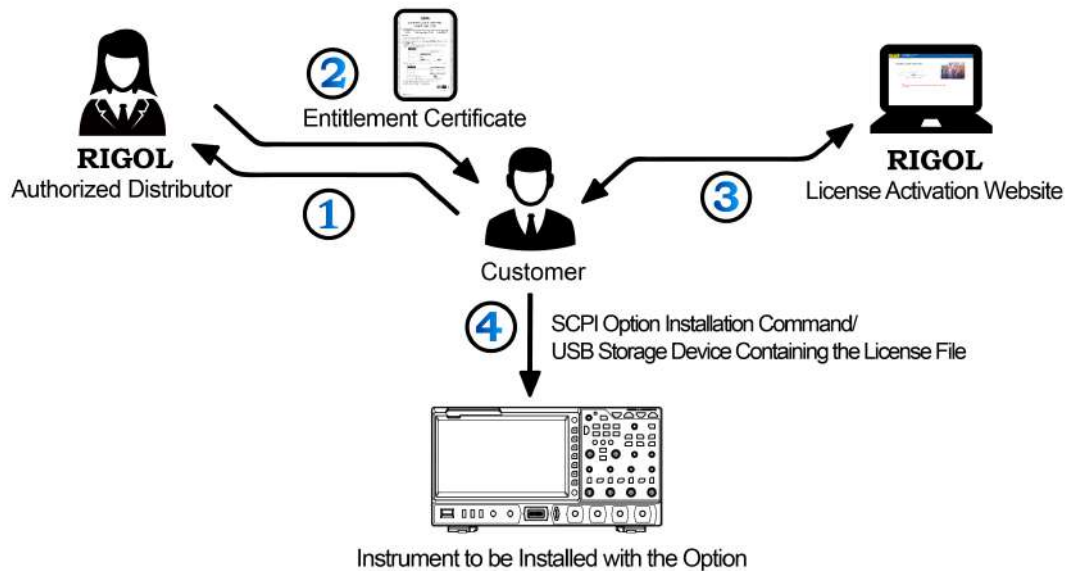 2
Entitlement Certificate
RIGOL
Authorized Distributor
1
3
RIGOL
License Activation Website
Customer
4
SCPI Option Installation Command/
USB Storage Device Containing the License File
Instrument to be Installed with the Option